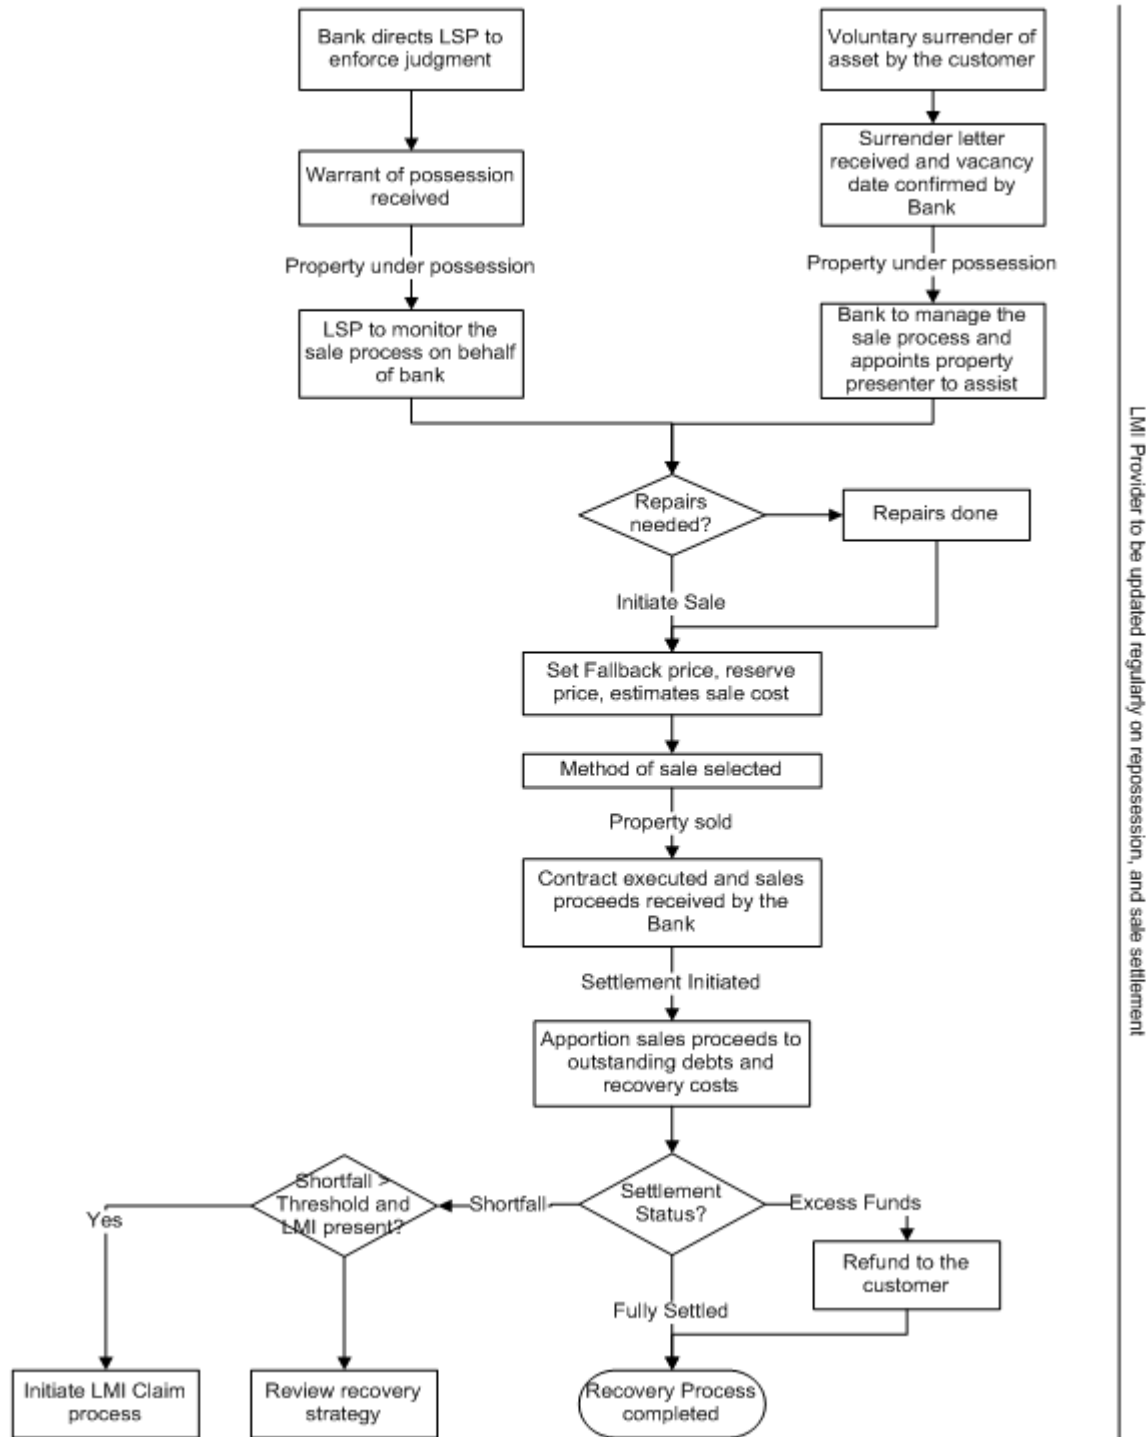 Bank directs LSP to
enforce judgment
Voluntary surrender of
asset by the customer
Warrant of possession
received
Surrender letter
received and vacancy
date confirmed by
Bank
Property under possession
Property under possession
LSP to monitor the
sale process on behalf
of bank
Bank to manage the
sale process and
appoints property
presenter to assist
Repairs
needed?
Repairs done
Initiate Sale
Set Fallback price, reserve
price, estimates sale cost
Method of sale selected
Property sold
Contract executed and sales
proceeds received by the
Bank
Settlement Initiated
Apportion sales proceeds to
outstanding debts and
recovery costs
Settlement
Status?
Shortfall
Shortfall >
Threshold and
LMI present?
Yes
Excess Funds
Refund to the
customer
Fully Settled
Initiate LMI Claim
process
Review recovery
strategy
Recovery Process
completed
LMI Provider to be updated regularly on repossession, and sale settlement